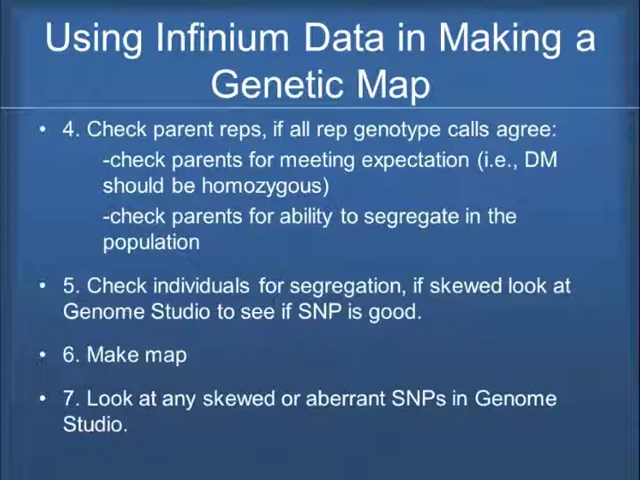 Using Infinium Data in Making a
Genetic Map
• 4. Check parent reps, if all rep genotype calls agree:
-check parents for meeting expectation (i.e., DM
should be homozygous)
-check parents for ability to segregate in the
population
• 5. Check individuals for segregation, if skewed look at
Genome Studio to see if SNP is good.
• 6. Make map
• 7. Look at any skewed or aberrant SNPs in Genome
Studio.